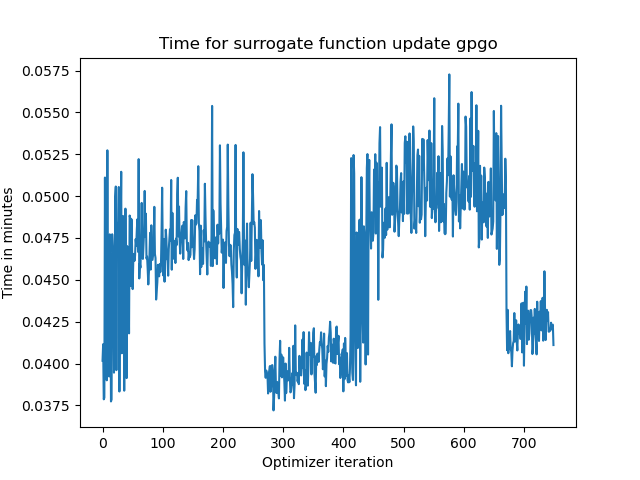 Time for surrogate function update gpgo
Time in minutes
0.0575
0.0550
0.0525
0.0500
0.0475
0.0450
0.0425
0.0400
0.0375
0 100 200 300 400 500 600 700
Optimizer iteration